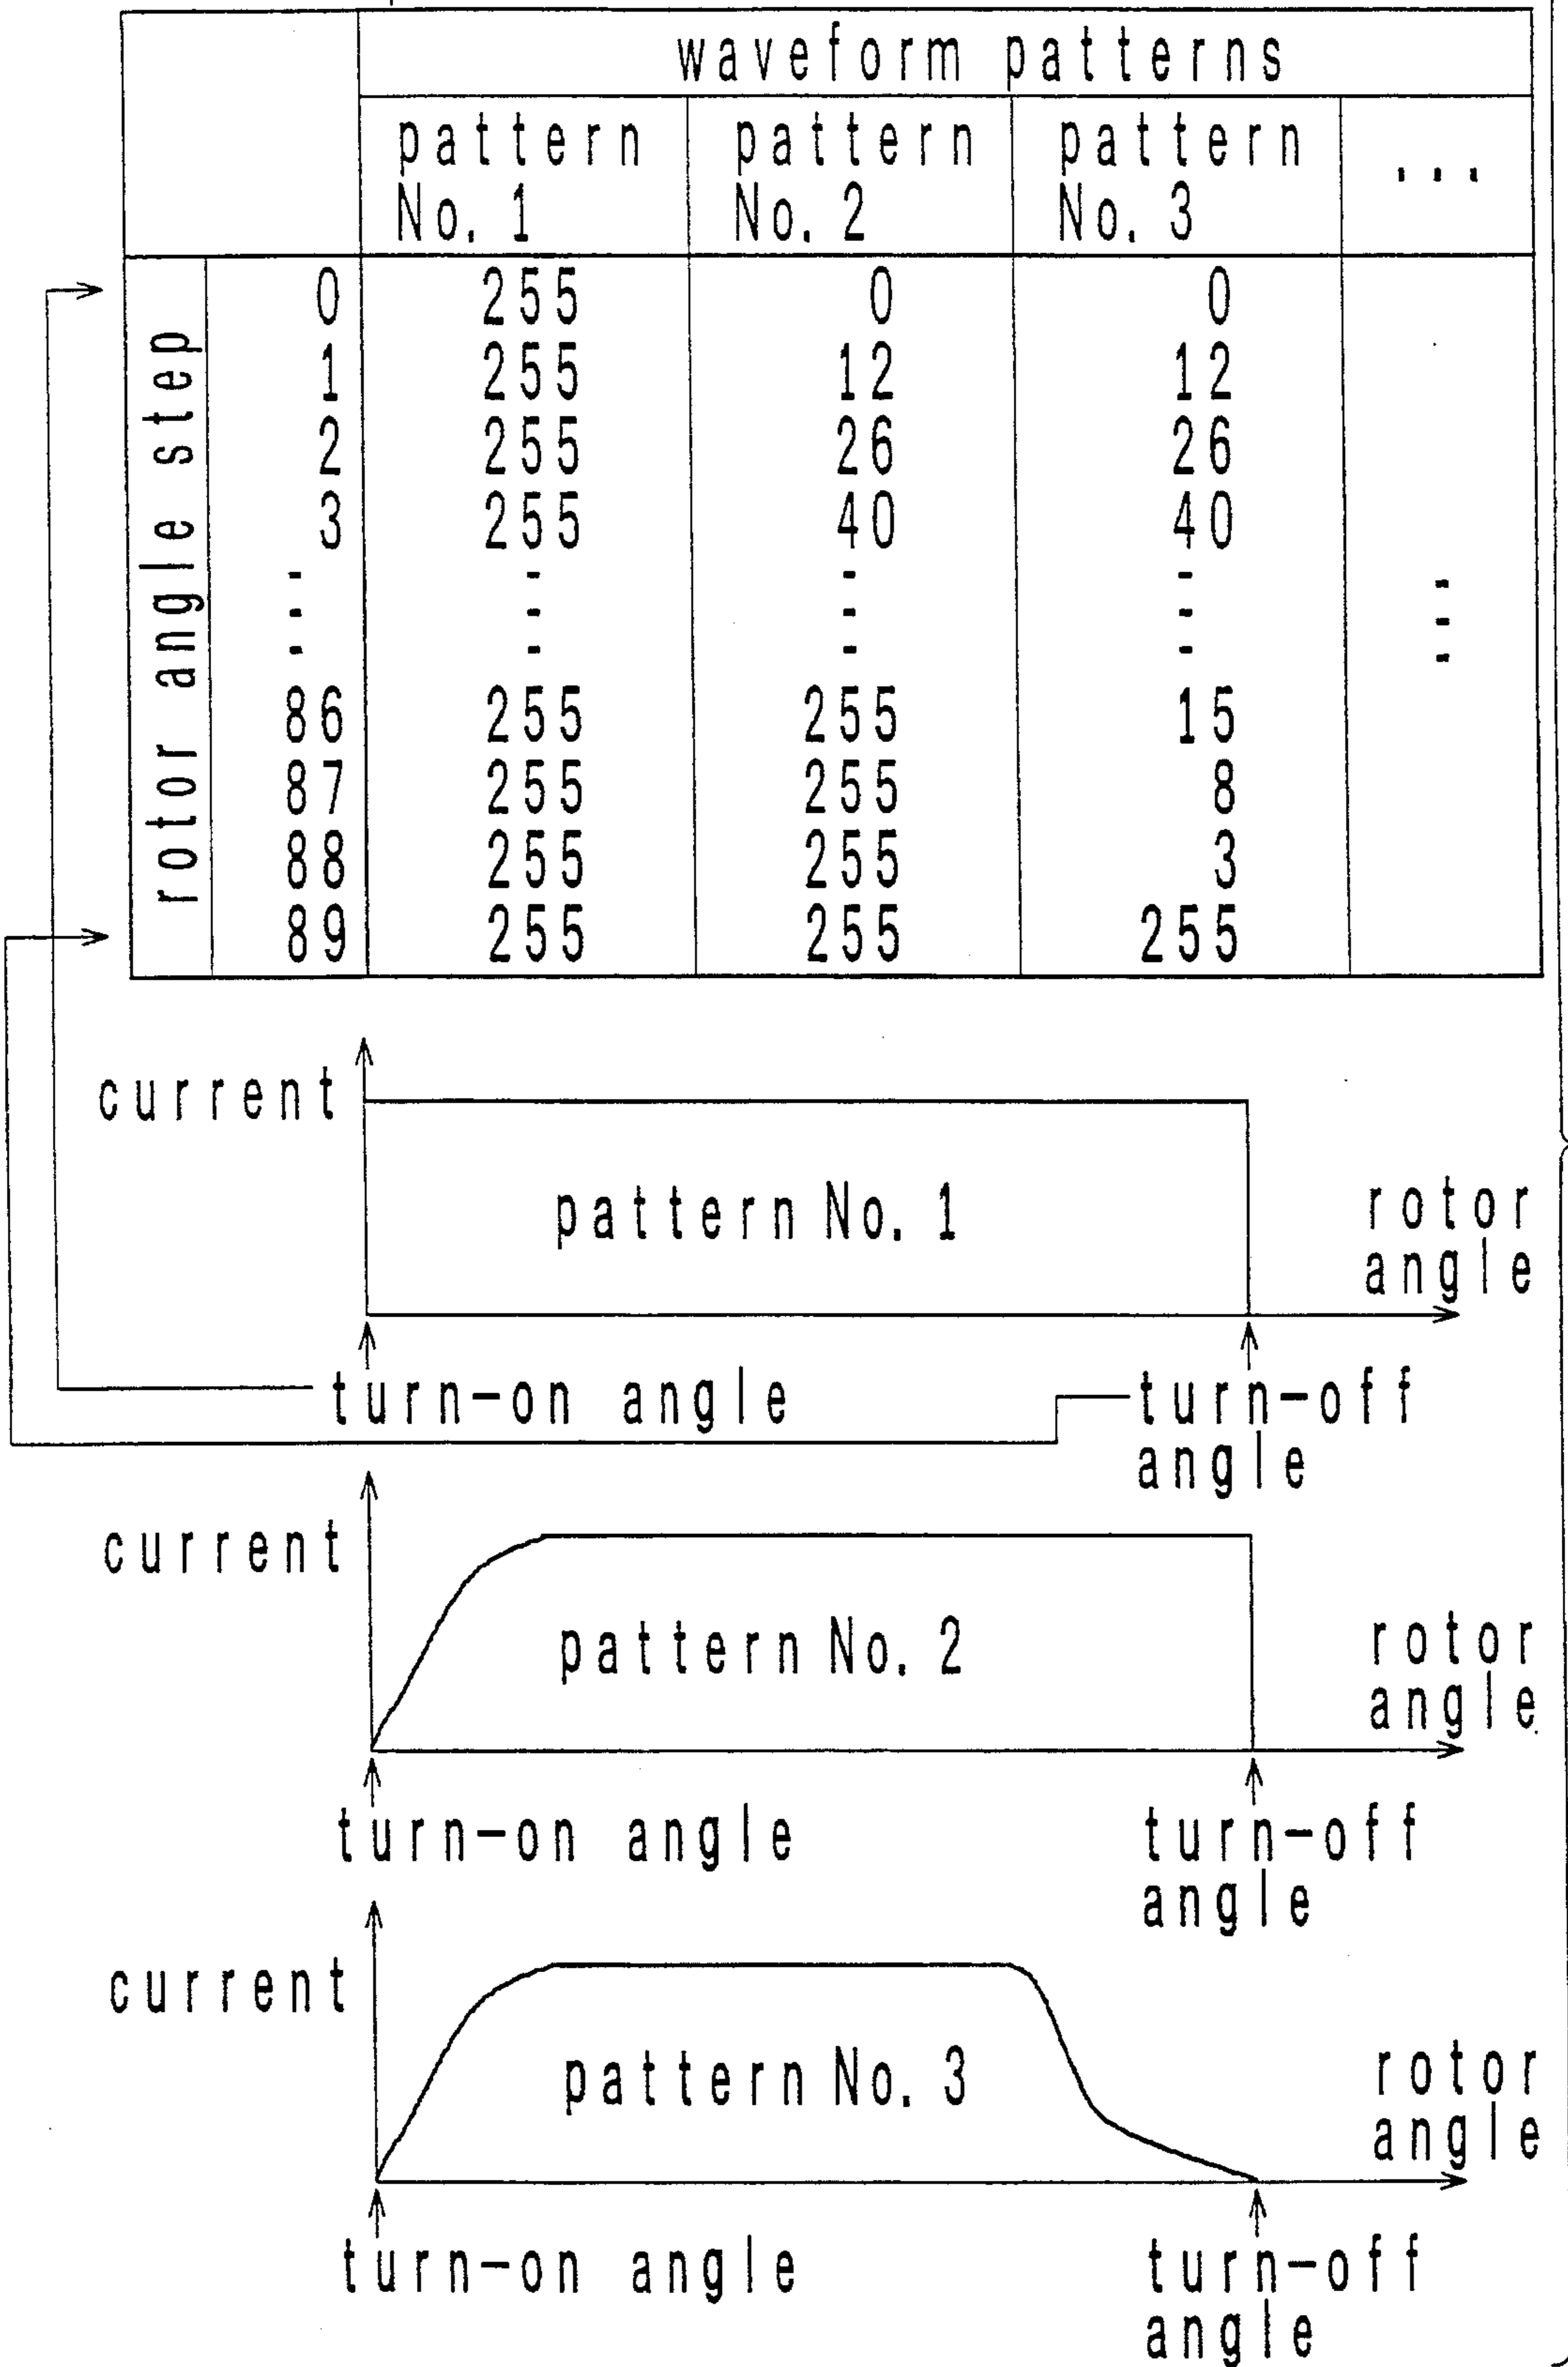 waveform patterns
pattern No. 1 pattern No. 2 pattern No. 3 ...
rotor angle step
0 255 0 0
1 255 12 12
2 255 26 26
3 255 40 40
- - - - -
- - - - -
- - - - -
86 255 255 15
87 255 255 8
88 255 255 3
89 255 255 255
current
pattern No. 1
rotor
angle
turn-on angle
turn-off
angle
current
pattern No. 2
rotor
angle
turn-on angle
turn-off
angle
current
pattern No. 3
rotor
angle
turn-on angle
turn-off
angle